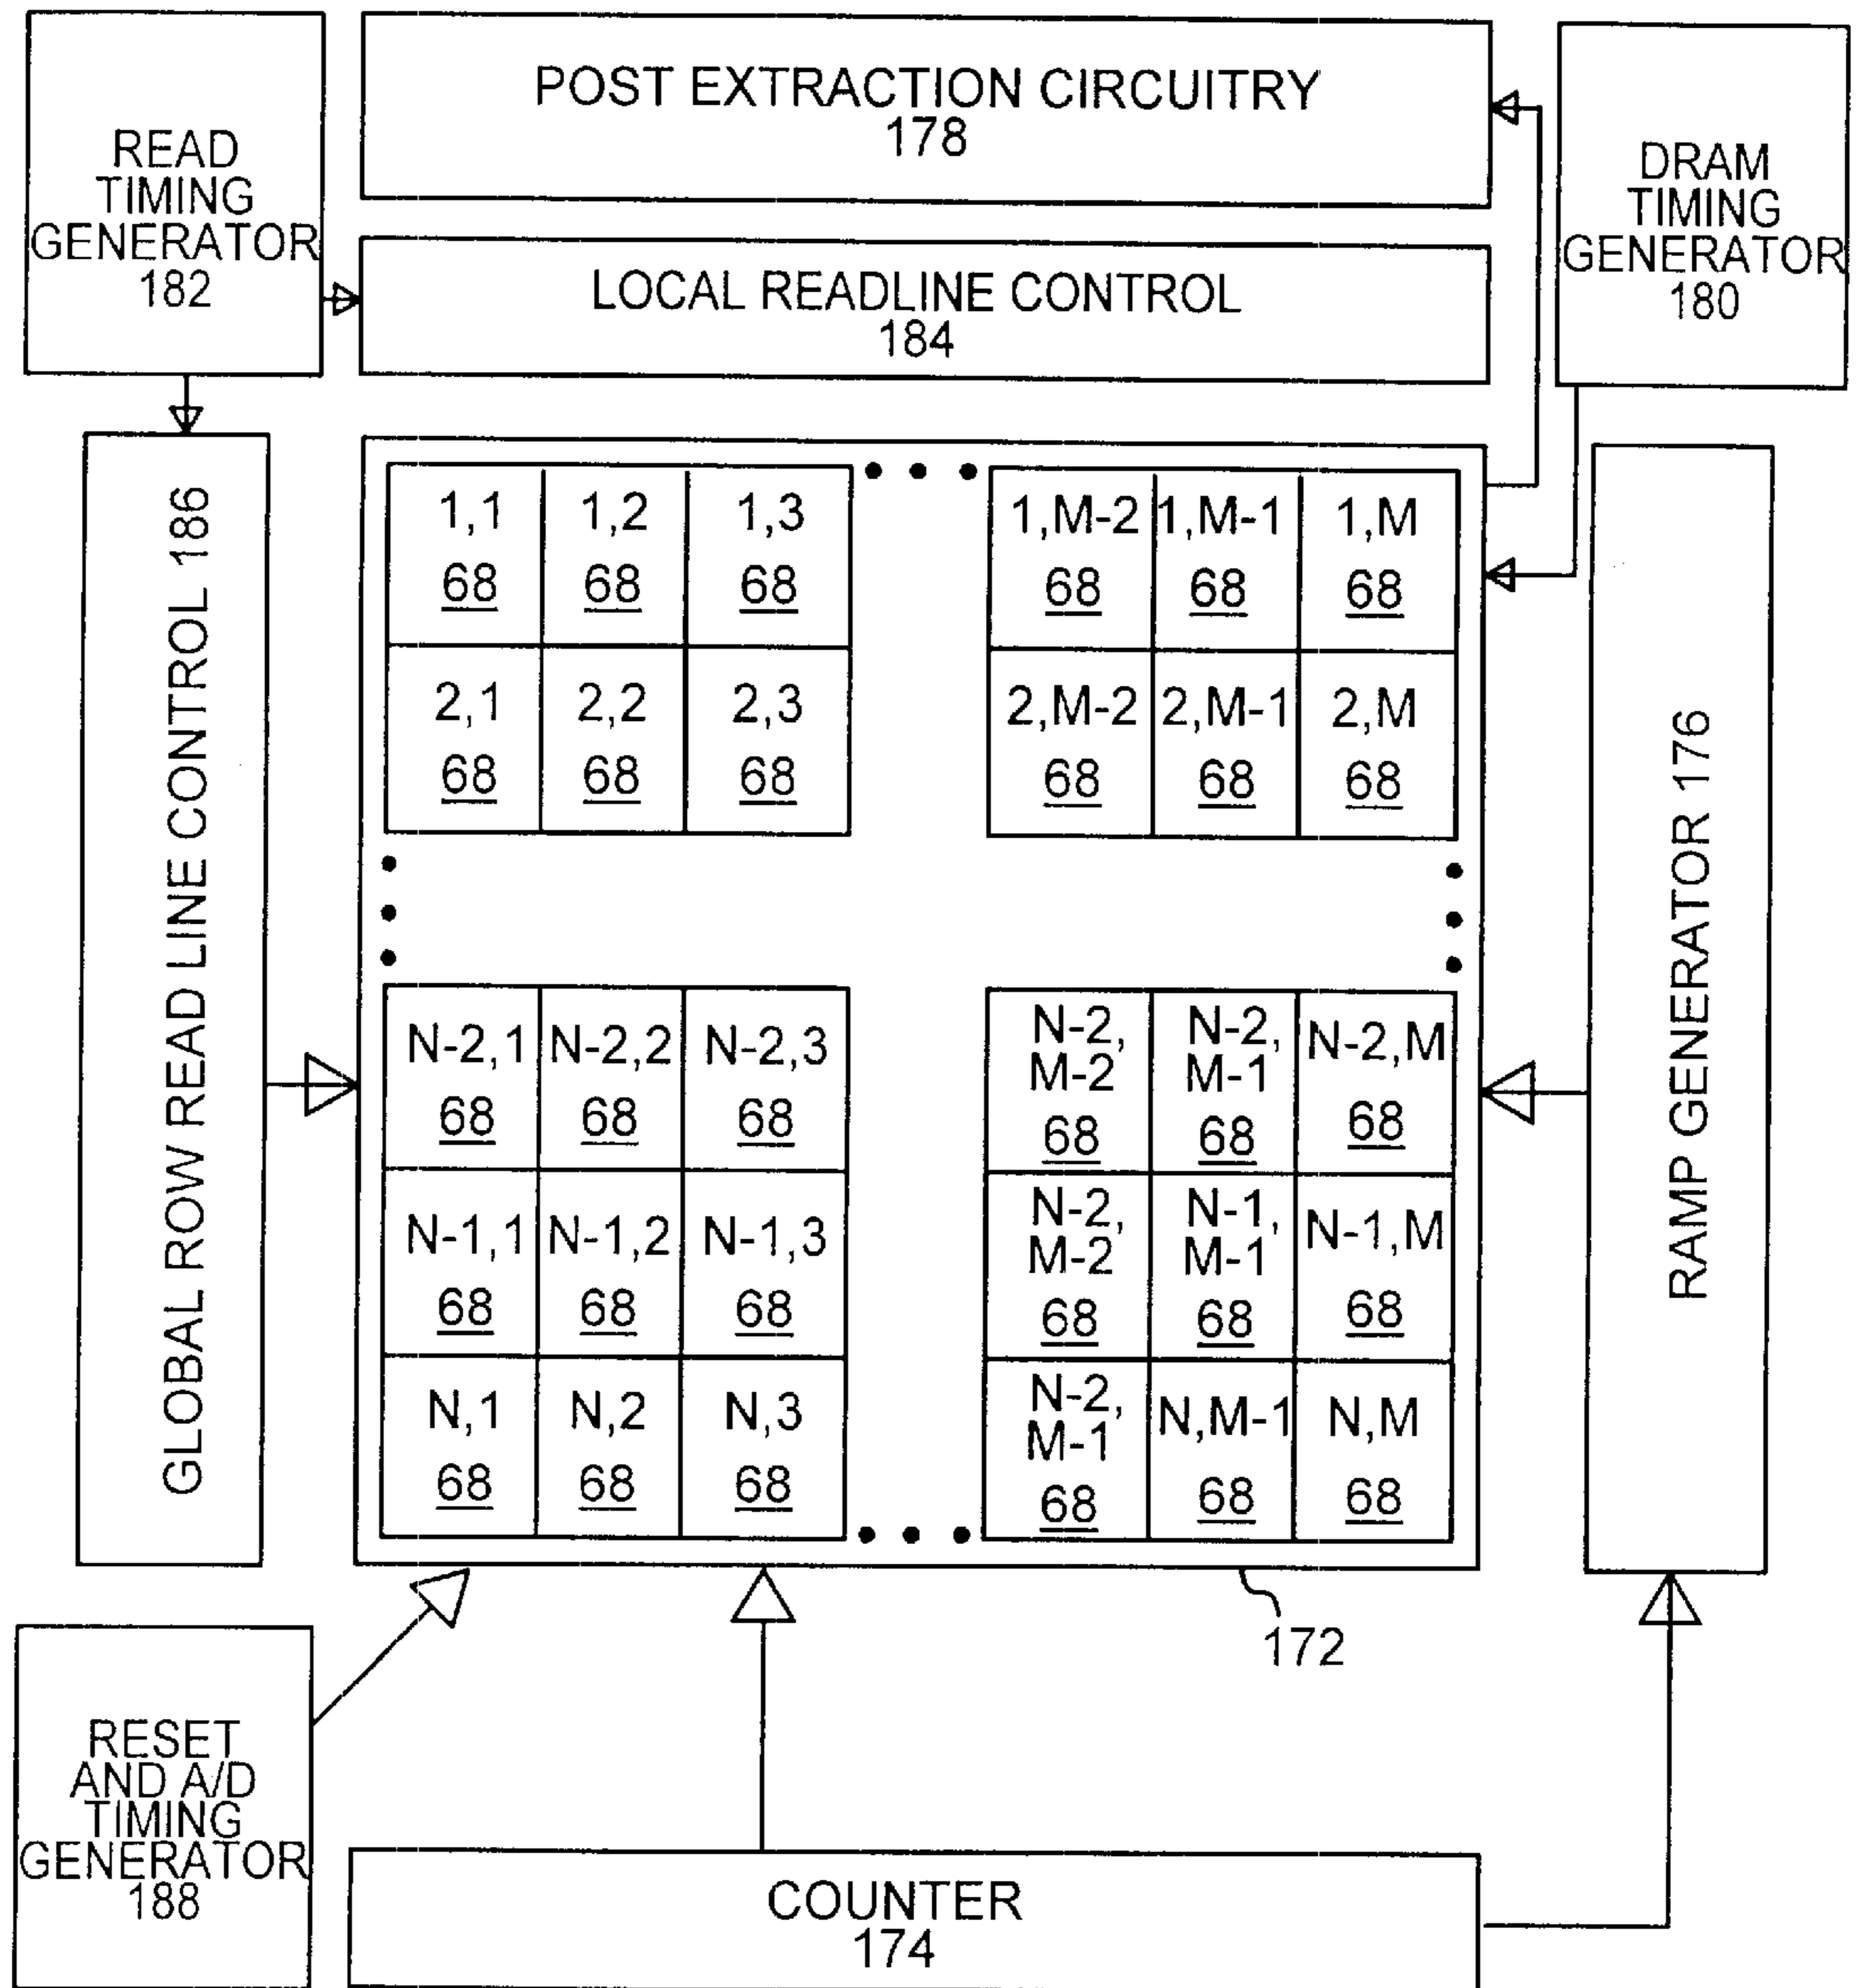 READ
TIMING
GENERATOR
182
POST EXTRACTION CIRCUITRY
178
LOCAL READLINE CONTROL
184
DRAM
TIMING
GENERATOR
180
GLOBAL ROW READ LINE CONTROL 186
1,1 1,2 1,3 1,M-2 1,M-1 1,M
68 68 68 68 68 68
2,1 2,2 2,3 2,M-2 2,M-1 2,M
68 68 68 68 68 68
N-2,1 N-2,2 N-2,3
68 68 68
N-2,
M-2
68
N-2,
M-1
68
N-2,M
68
N-1,1 N-1,2 N-1,3
68 68 68
N-2,
M-2
68
N-1,
M-1
68
N-1,M
68
N,1 N,2 N,3
68 68 68
N-2,
M-1
68
N,M-1
68
N,M
68
RAMP GENERATOR 176
172
RESET
AND A/D
TIMING
GENERATOR
188
COUNTER
174